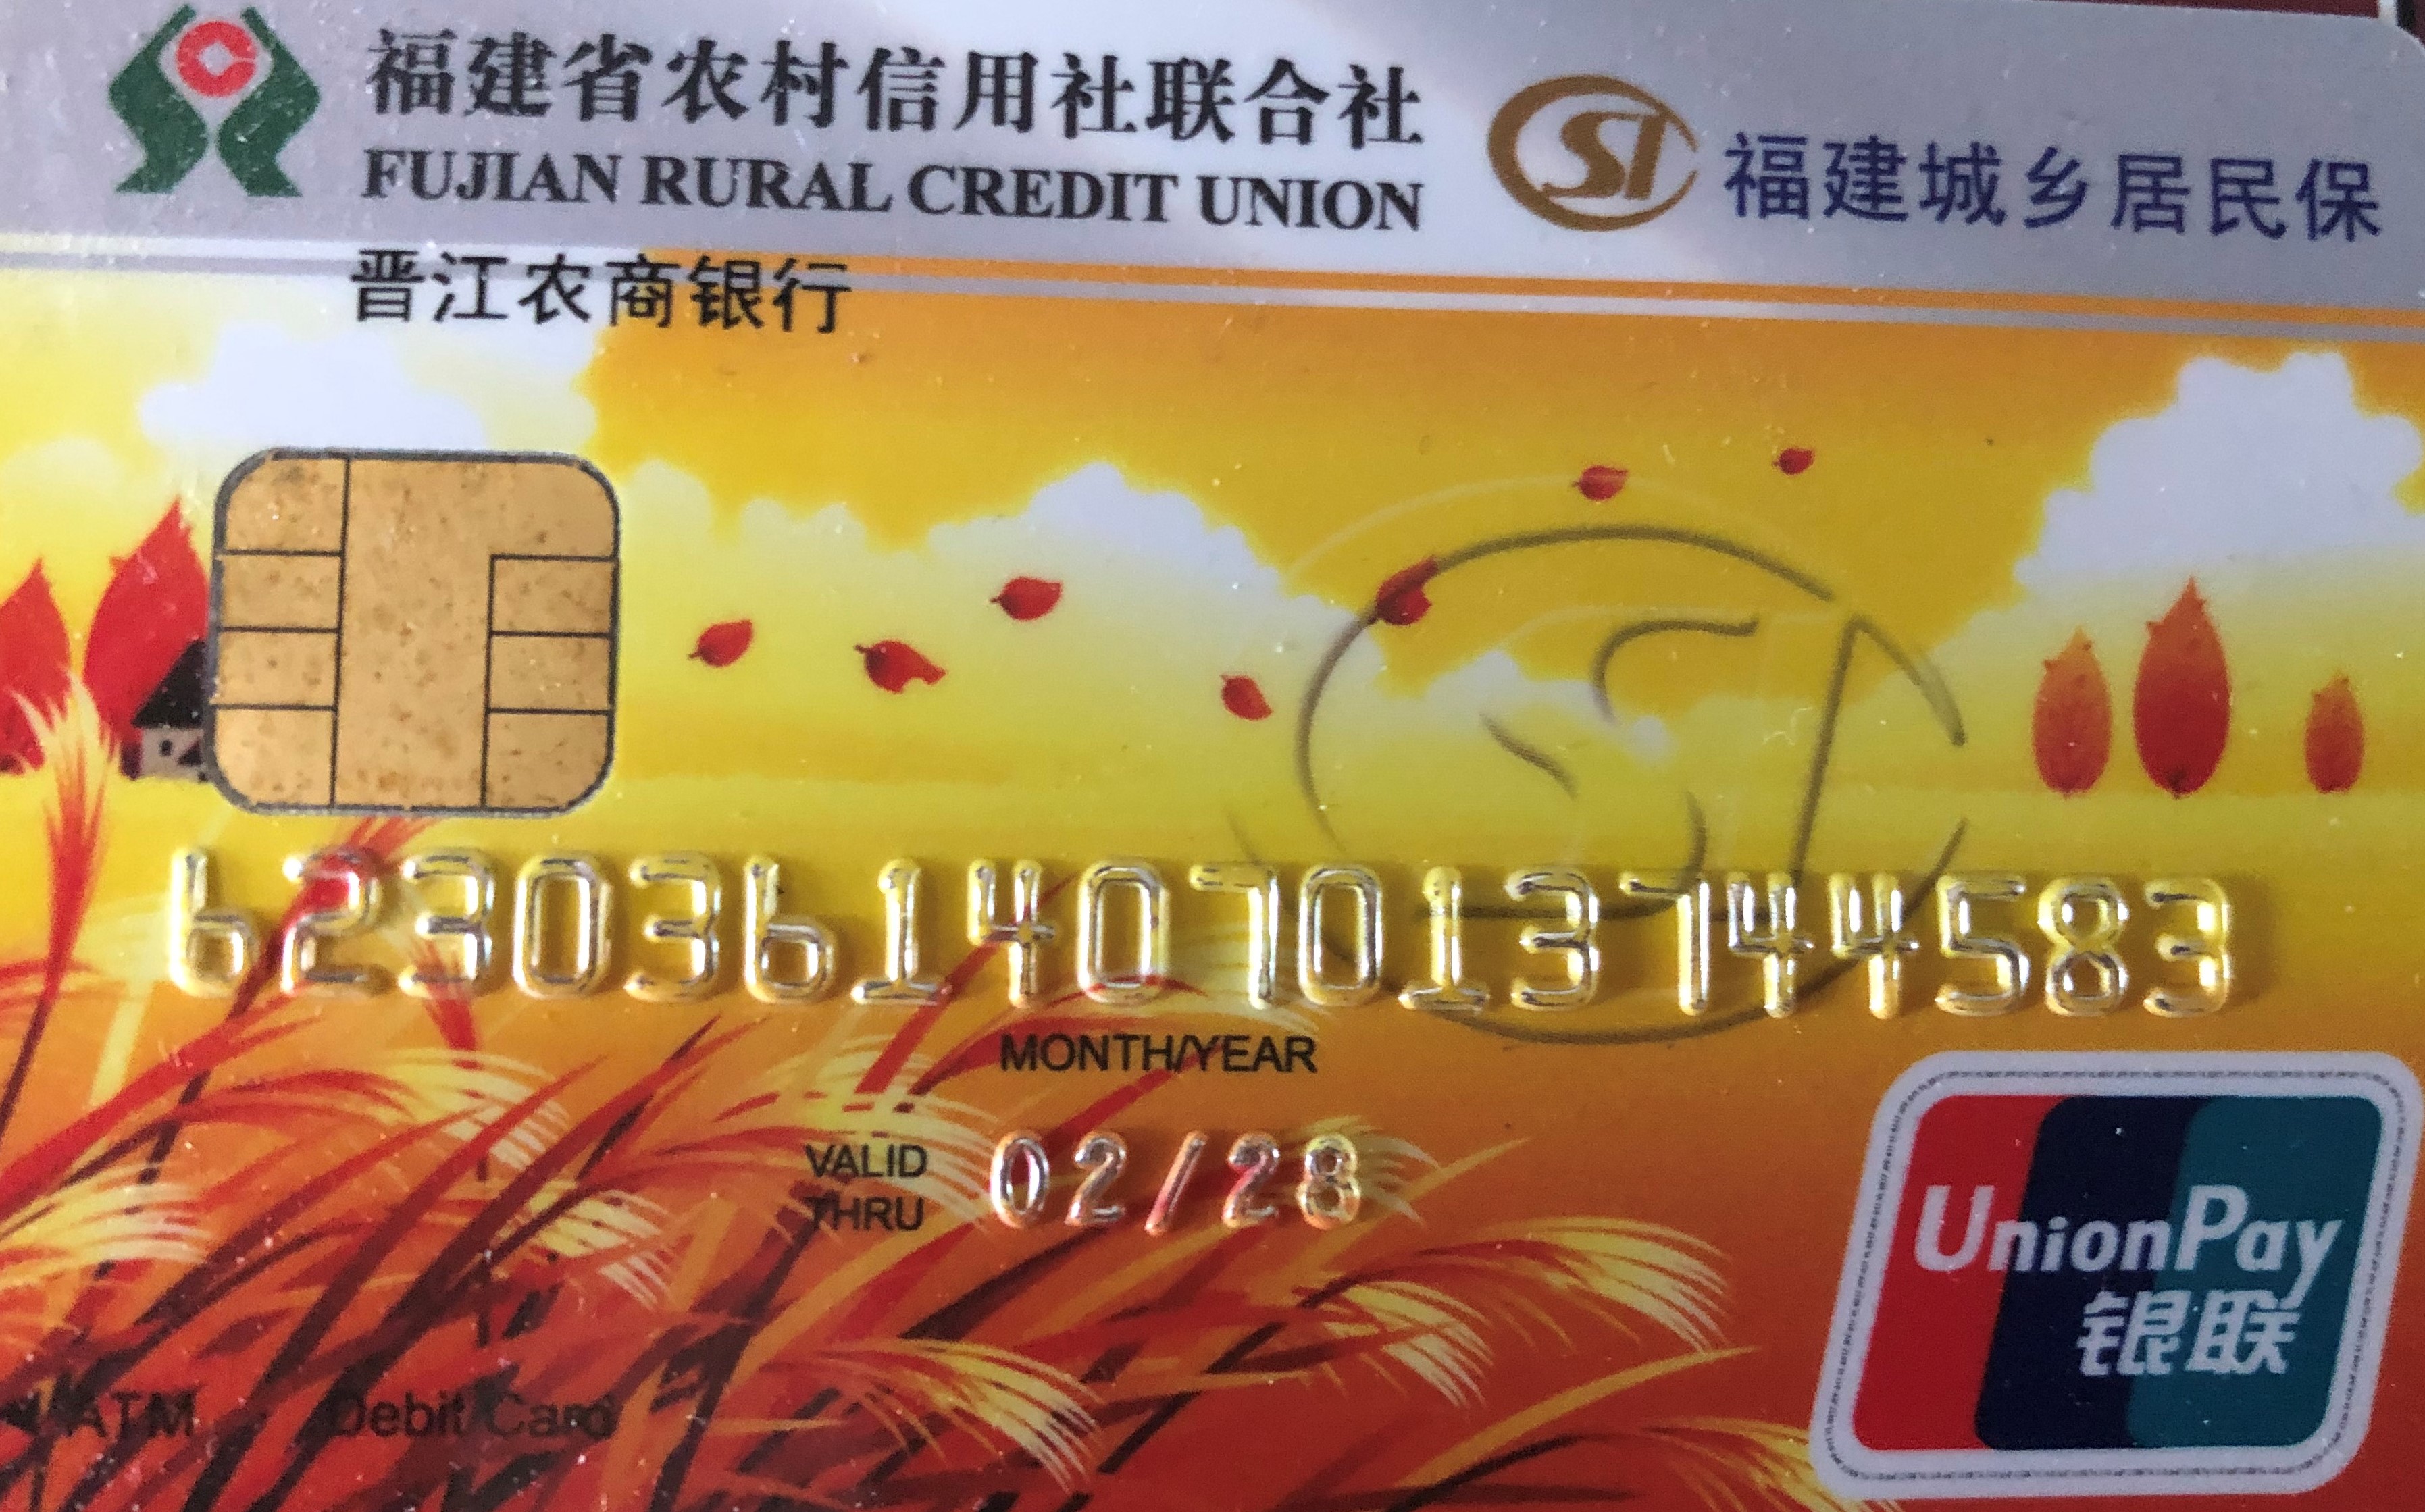 福建省农村信用社联合社
FUJIAN RURAL CREDIT UNION
SI 福建城乡居民保
晋江农商银行
SI
6230361407013744583
MONTH/YEAR
VALID THRU 02/28
ATM Debit Card
UnionPay
银联